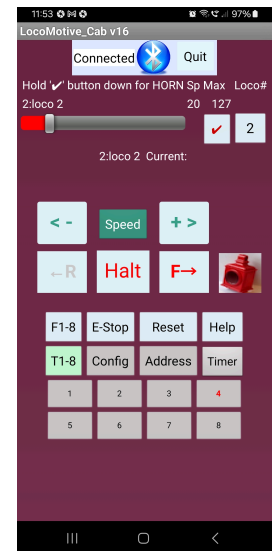 11:53 97%
LocoMotive_Cab v16
Connected Quit
Hold '✔' button down for HORN Sp Max Loco#
2:loco 2 20 127
✔ 2
2:loco 2 Current:
< - Speed + >
←R Halt F→
F1-8 E-Stop Reset Help
T1-8 Config Address Timer
1 2 3 4
5 6 7 8